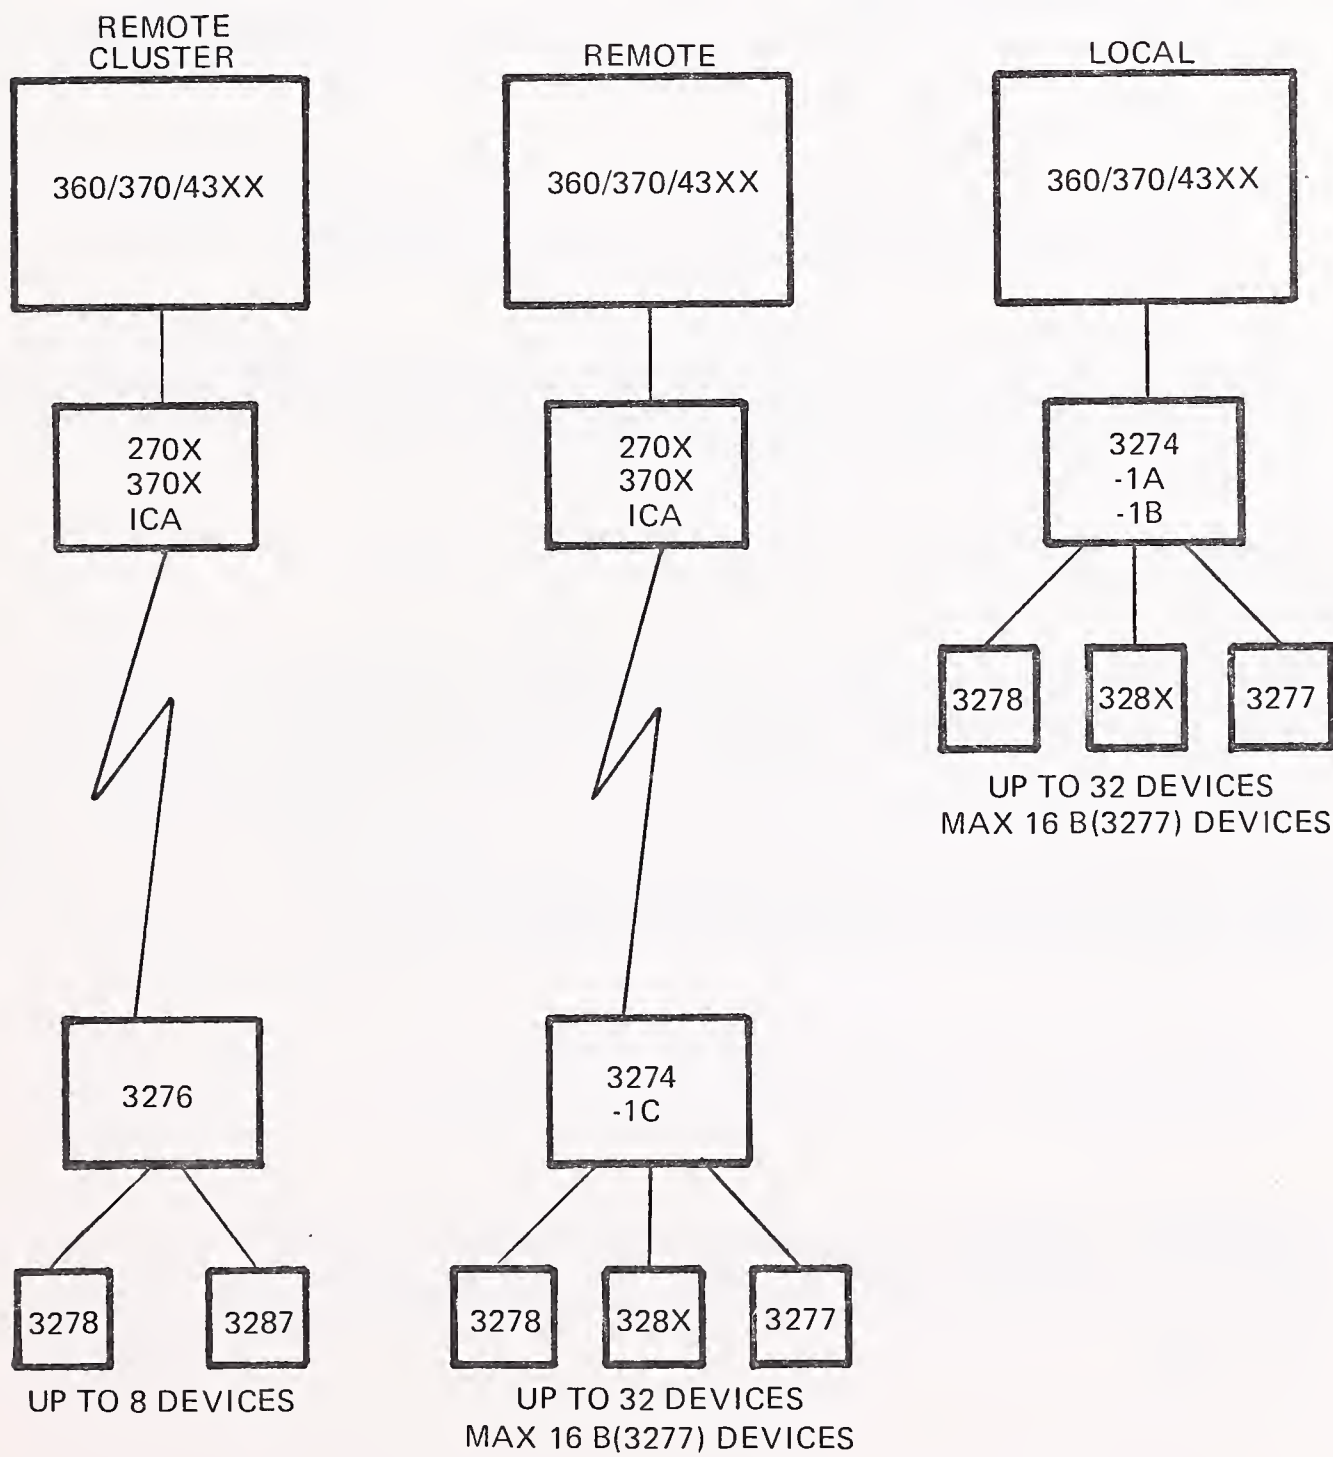 REMOTE
CLUSTER
360/370/43XX
270X
370X
ICA
3276
3278
3287
UP TO 8 DEVICES
REMOTE
360/370/43XX
270X
370X
ICA
3274
-1C
3278
328X
3277
UP TO 32 DEVICES
MAX 16 B(3277) DEVICES
LOCAL
360/370/43XX
3274
-1A
-1B
3278
328X
3277
UP TO 32 DEVICES
MAX 16 B(3277) DEVICES